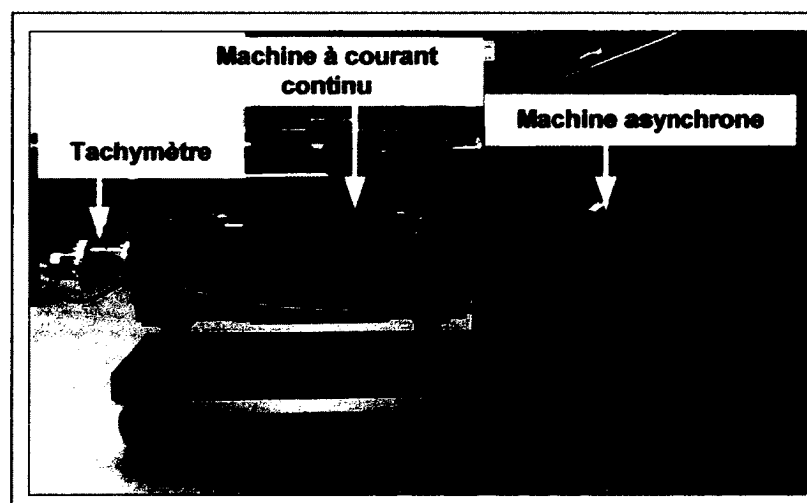 Machine à courant
continu
Machine asynchrone
Tachymètre